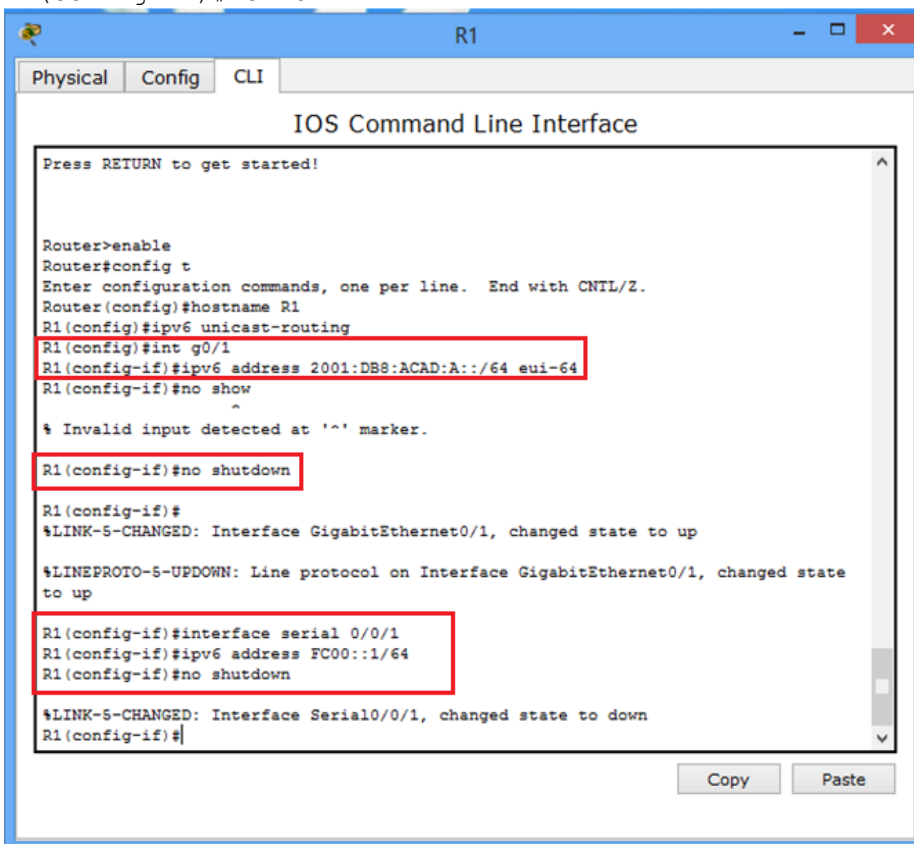 R1
Physical Config CLI
IOS Command Line Interface
Press RETURN to get started!
Router>enable
Router#config t
Enter configuration commands, one per line. End with CNTL/Z.
Router(config)#hostname R1
R1(config)#ipv6 unicast-routing
R1(config)#int g0/1
R1(config-if)#ipv6 address 2001:DB8:ACAD:A::/64 eui-64
R1(config-if)#no show
^
% Invalid input detected at '^' marker.
R1(config-if)#no shutdown
R1(config-if)#
%LINK-5-CHANGED: Interface GigabitEthernet0/1, changed state to up
%LINEPROTO-5-UPDOWN: Line protocol on Interface GigabitEthernet0/1, changed state
to up
R1(config-if)#interface serial 0/0/1
R1(config-if)#ipv6 address FC00::1/64
R1(config-if)#no shutdown
%LINK-5-CHANGED: Interface Serial0/0/1, changed state to down
R1(config-if)#
Copy Paste